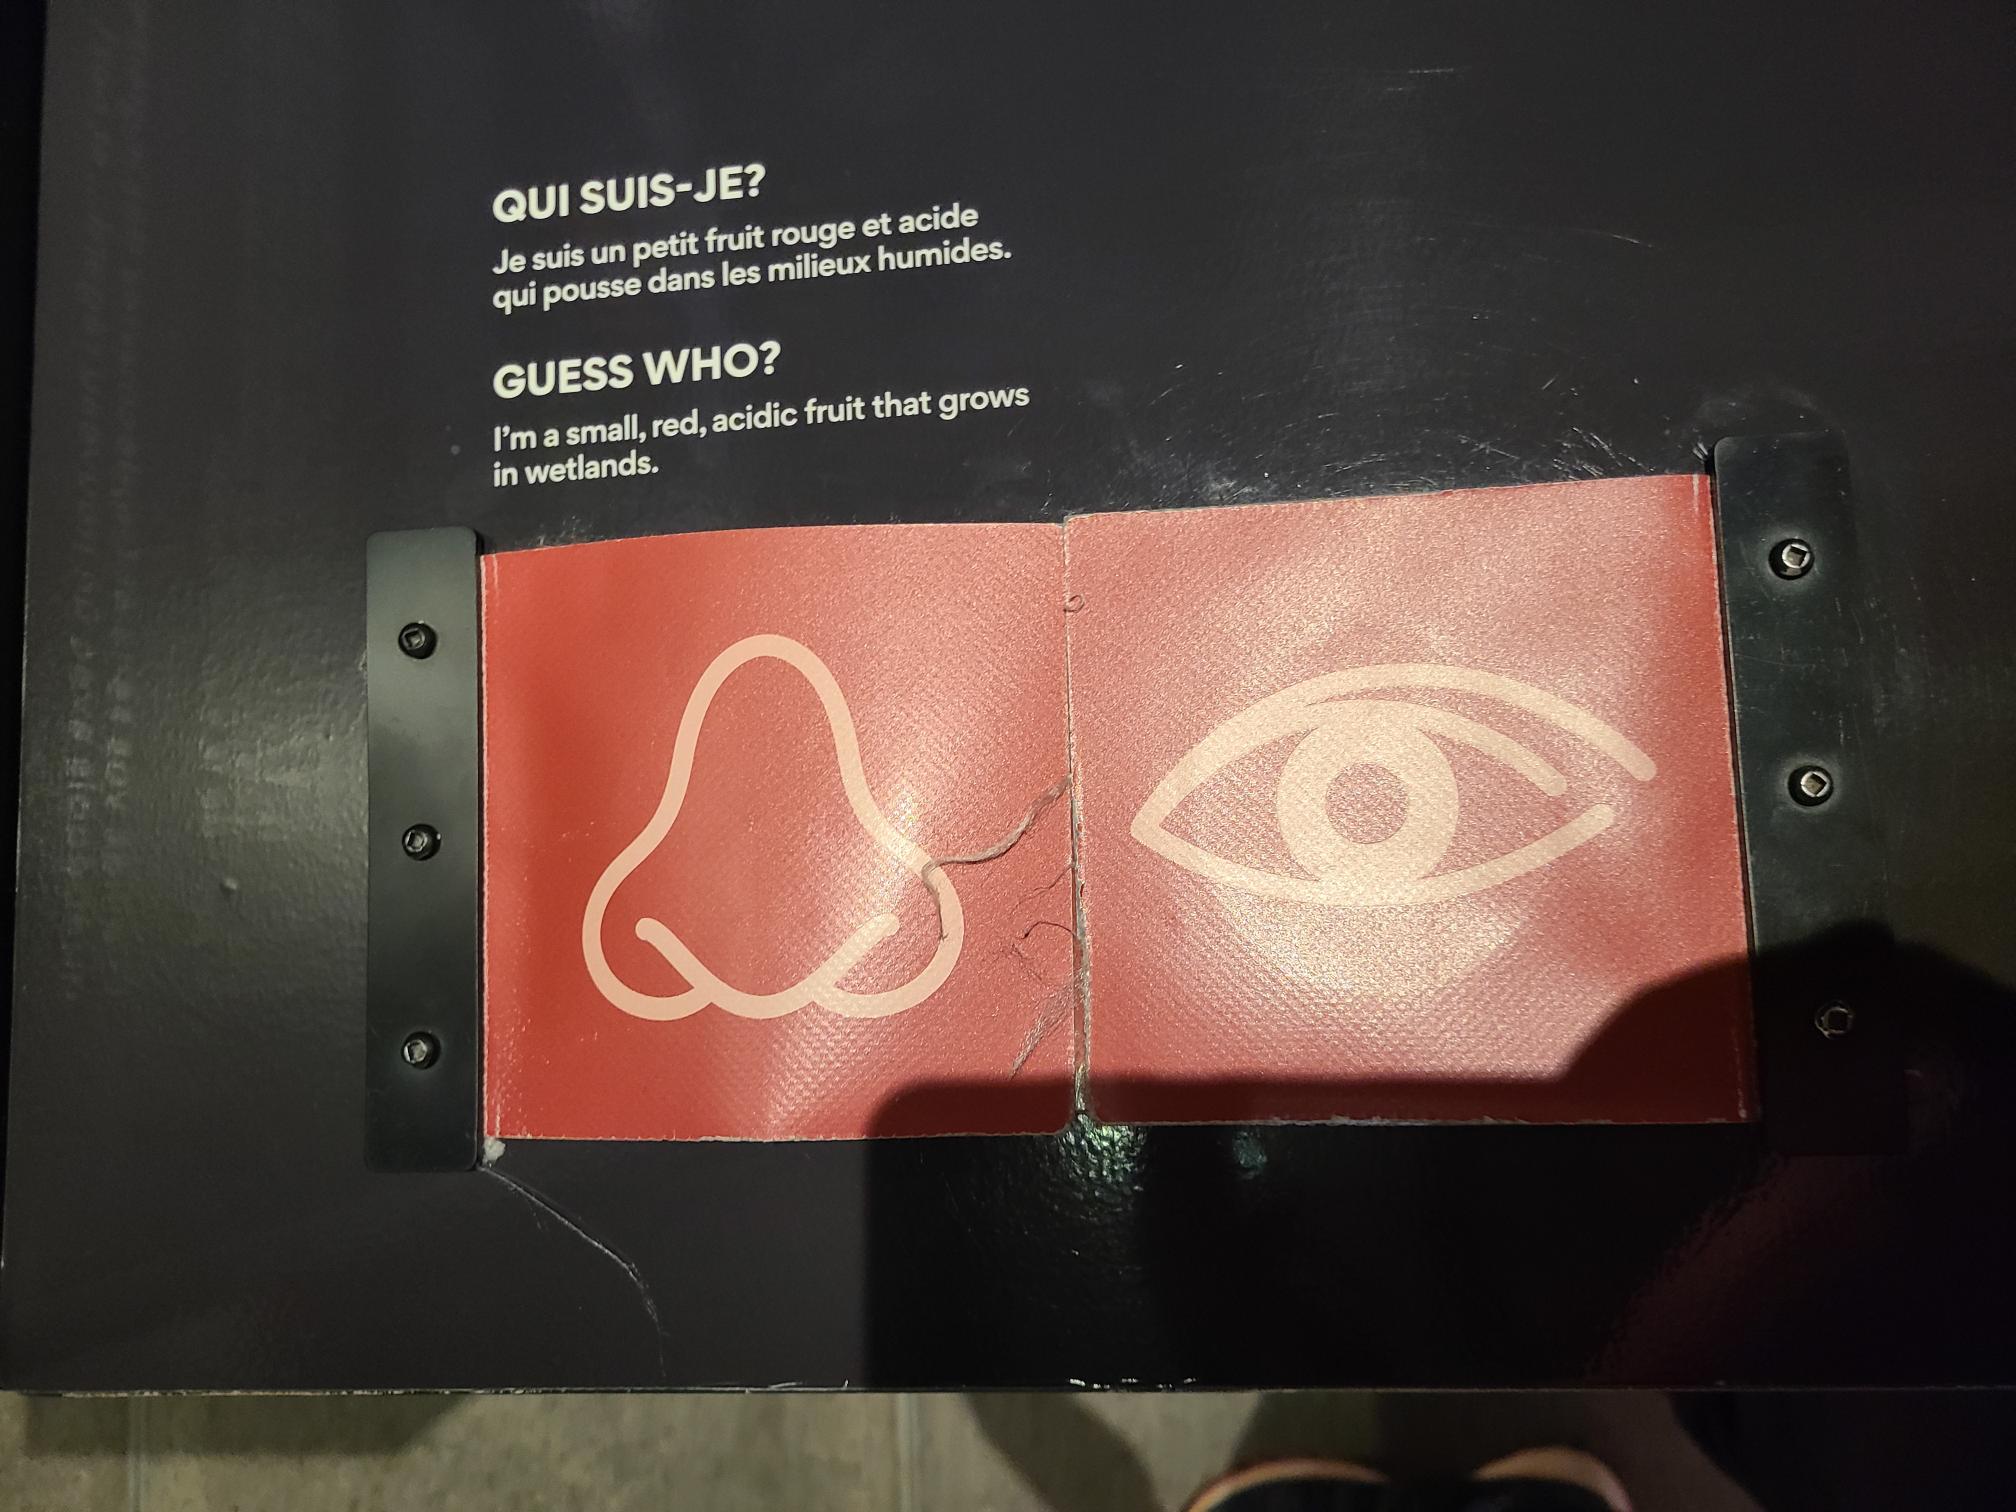 QUI SUIS-JE?
Je suis un petit fruit rouge et acide
qui pousse dans les milieux humides.
GUESS WHO?
I'm a small, red, acidic fruit that grows
in wetlands.